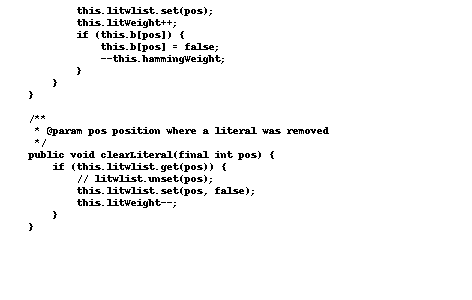 this.litwlist.set(pos);
this.litWeight++;
if (this.b[pos]) {
this.b[pos] = false;
--this.hammingWeight;
}
}
}
/**
* @param pos position where a literal was removed
*/
public void clearLiteral(final int pos) {
if (this.litwlist.get(pos)) {
// litwlist.unset(pos);
this.litwlist.set(pos, false);
this.litWeight--;
}
}